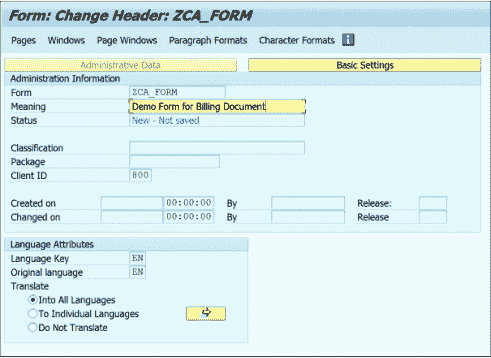 Form: Change Header: ZCA_FORM
Pages Windows Page Windows Paragraph Formats Character Formats i
Administrative Data Basic Settings
Administration Information
Form ZCA_FORM
Meaning Demo Form for Billing Document
Status New - Not saved
Classification
Package
Client ID 800
Created on 00:00:00 By Release:
Changed on 00:00:00 By Release
Language Attributes
Language Key EN
Original language EN
Translate
Into All Languages
To Individual Languages
Do Not Translate